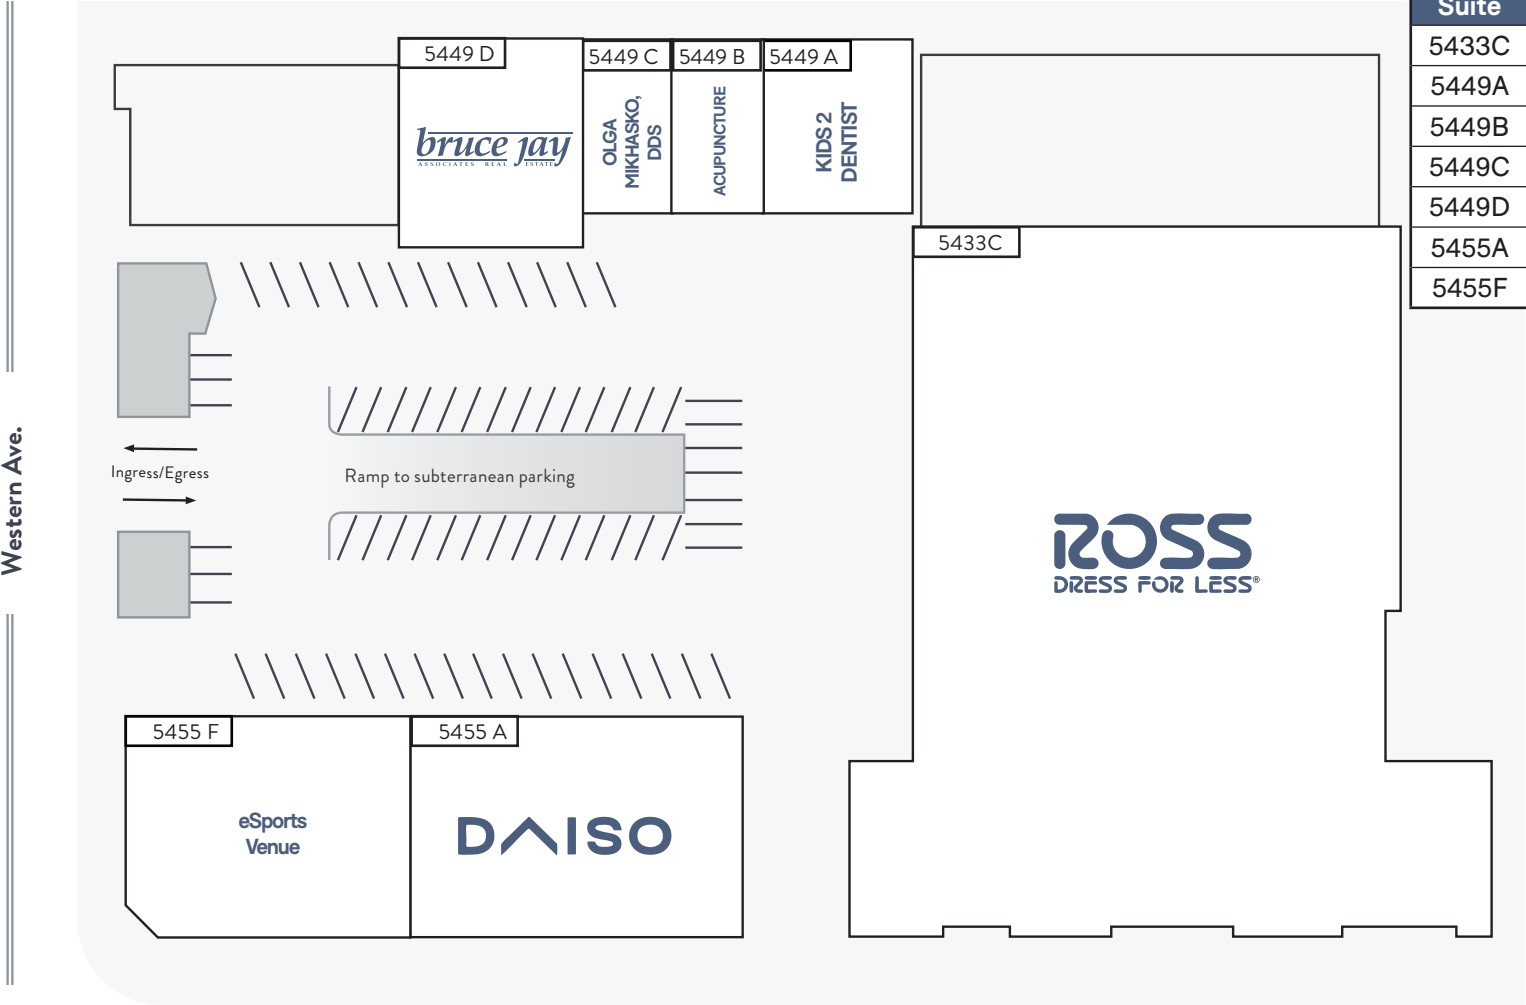 Suite
5433C
5449A
5449B
5449C
5449D
5455A
5455F
5449 D
5449 C
5449 B
5449 A
bruce jay
ASSOCIATES REAL ESTATE
OLGA
MIKHASKO,
DDS
ACUPUNCTURE
KIDS 2
DENTIST
5433C
Western Ave.
Ingress/Egress
Ramp to subterranean parking
ROSS
DRESS FOR LESS®
5455 F
5455 A
eSports
Venue
DAISO